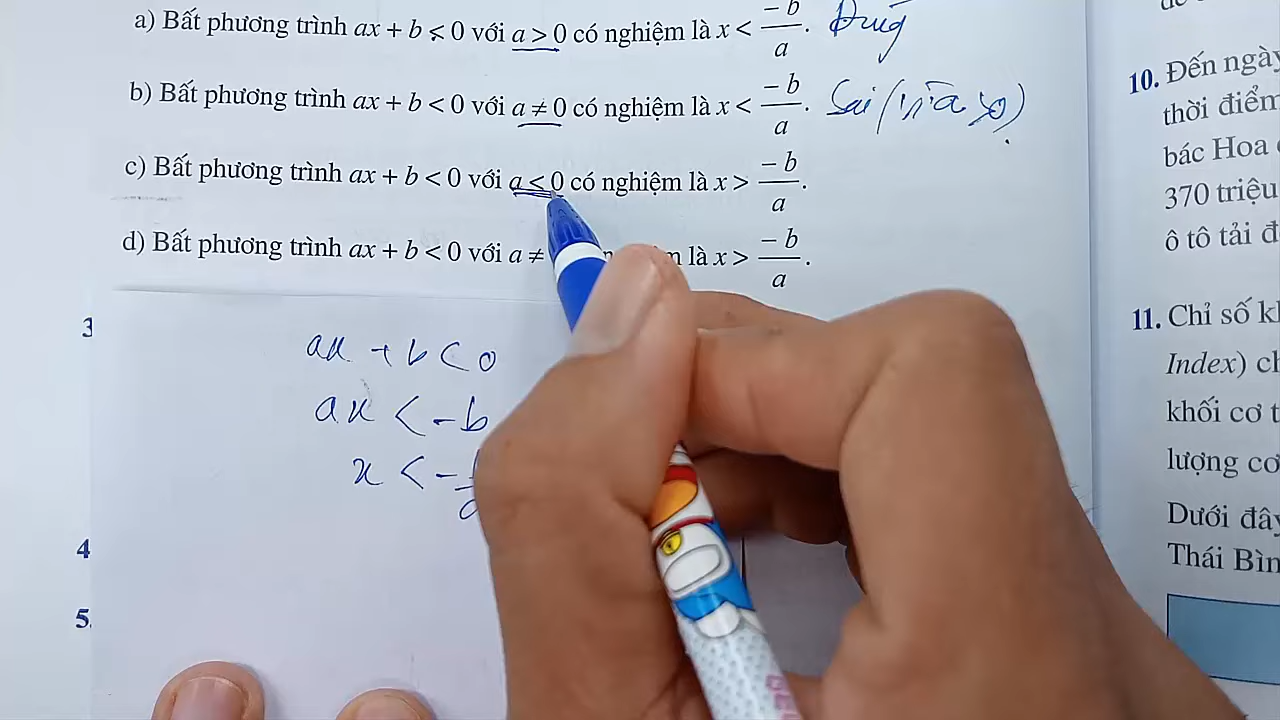 a) Bất phương trình ax + b < 0 với a > 0 có nghiệm là x < -b/a. Đúng
b) Bất phương trình ax + b < 0 với a ≠ 0 có nghiệm là x < -b/a. Sai (vì a
c) Bất phương trình ax + b < 0 với a < 0 có nghiệm là x > -b/a.
d) Bất phương trình ax + b < 0 với a ≠ là x > -b/a.
3
ax + b < 0
ax < -b
x < -
4
5.
10. Đến ngày
thời điểm
bác Hoa
370 triệu
ô tô tải
11. Chỉ số
Index)
khối cơ
lượng cơ
Dưới đây
Thái Bìn